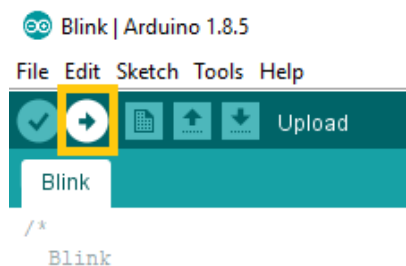 Blink | Arduino 1.8.5
File Edit Sketch Tools Help
Upload
Blink
/*
Blink